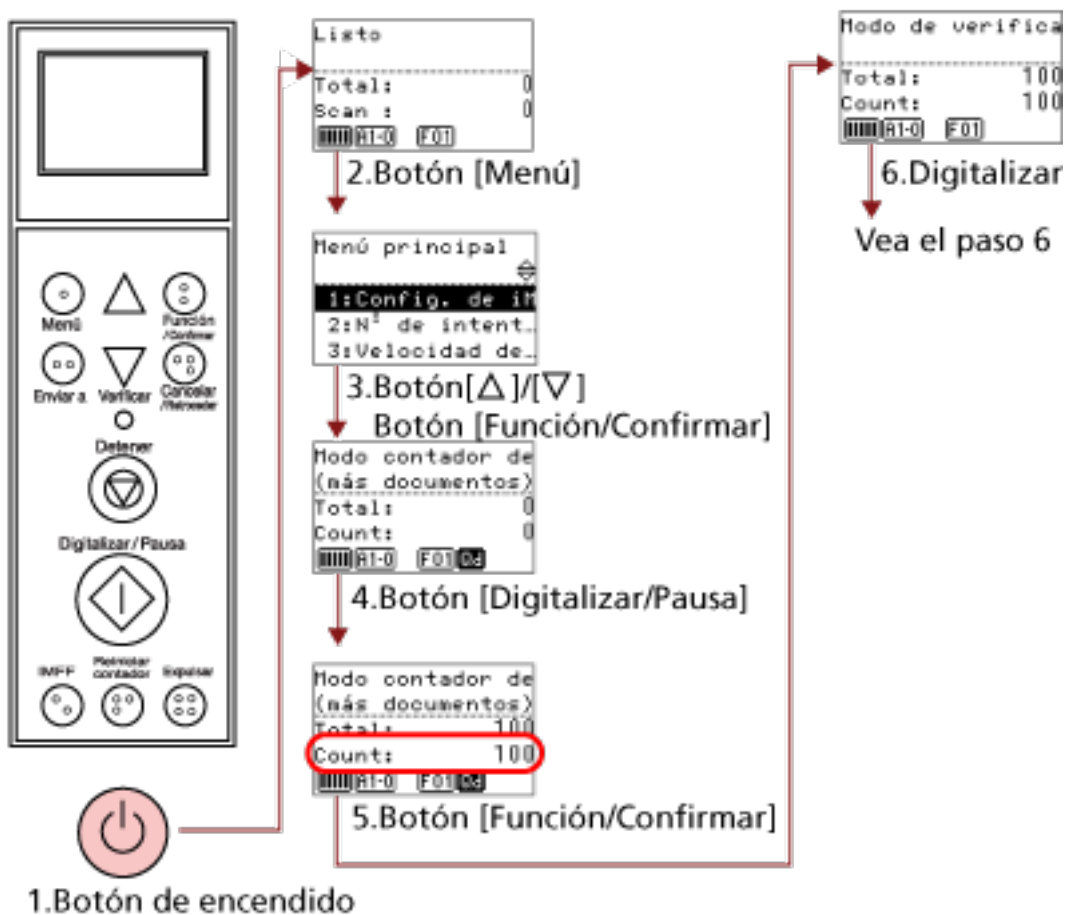 Menú
Función
/Confirmar
Enviar a
Verificar
Cancelar
/Retroceder
Detener
Digitalizar/Pausa
IMFF
Reiniciar
contador
Expulsar
1.Botón de encendido
Listo
Total: 0
Scan : 0
A1-0 F01
2.Botón [Menú]
Menú principal
1:Config. de iM
2:Nº de intent…
3:Velocidad de…
3.Botón[△]/[▽]
Botón [Función/Confirmar]
Modo contador de
(más documentos)
Total: 0
Count: 0
A1-0 F01
4.Botón [Digitalizar/Pausa]
Modo contador de
(más documentos)
Total: 100
Count: 100
A1-0 F01
5.Botón [Función/Confirmar]
Modo de verifica
Total: 100
Count: 100
A1-0 F01
6.Digitalizar
Vea el paso 6